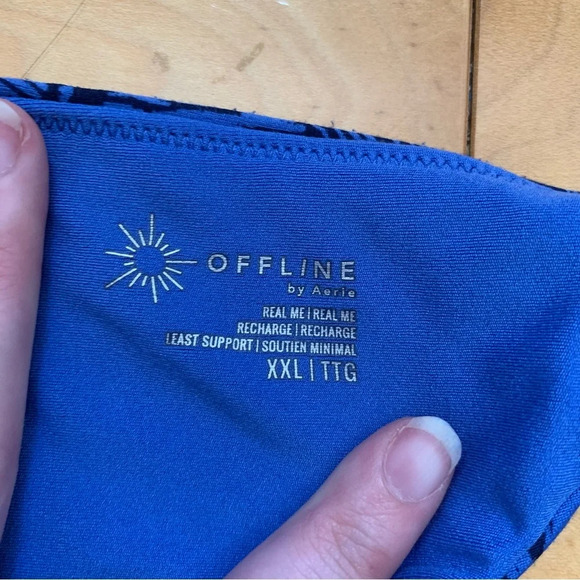 OFFLINE
by Aerie
REAL ME | REAL ME
RECHARGE | RECHARGE
LEAST SUPPORT | SOUTIEN MINIMAL
XXL | TTG